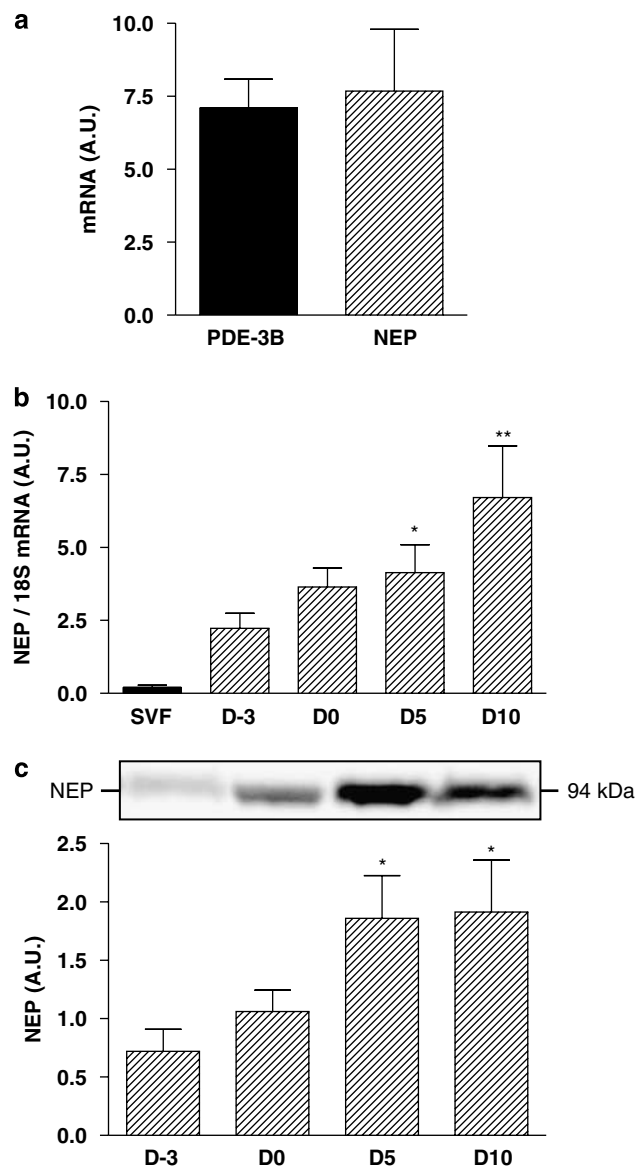 a
10.0
7.5
5.0
2.5
0.0
mRNA (A.U.)
PDE-3B NEP
b
10.0
7.5
5.0
2.5
0.0
NEP / 18S mRNA (A.U.)
*
**
SVF D-3 D0 D5 D10
c
NEP 94 kDa
2.5
2.0
1.5
1.0
0.5
0.0
NEP (A.U.)
* *
D-3 D0 D5 D10